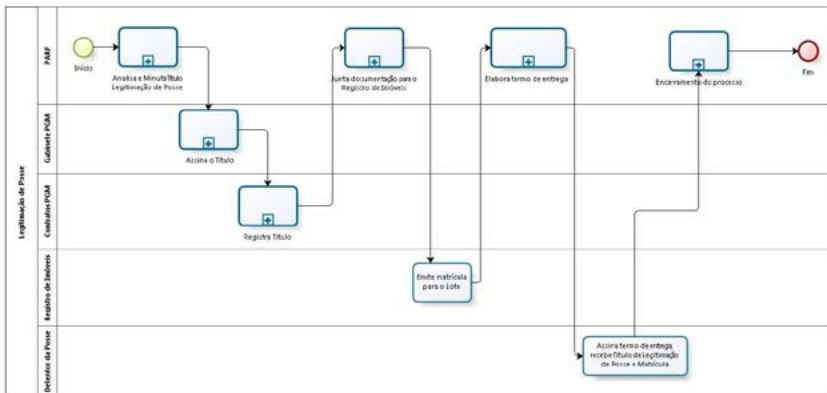 Legitimação de Posse
PARF
Início
Analisa e Minuta Título
Legitimação de Posse
Junta documentação para o
Registro de Imóveis
Elabora termo de entrega
Encerramento do processo
Fim
Gabinete PGM
Assina o Título
Contratos PGM
Registra Título
Registro de Imóveis
Emite matrícula
para o Lote
Detentor da Posse
Assina termo de entrega,
recebe Título de Legitimação
de Posse e Matrícula